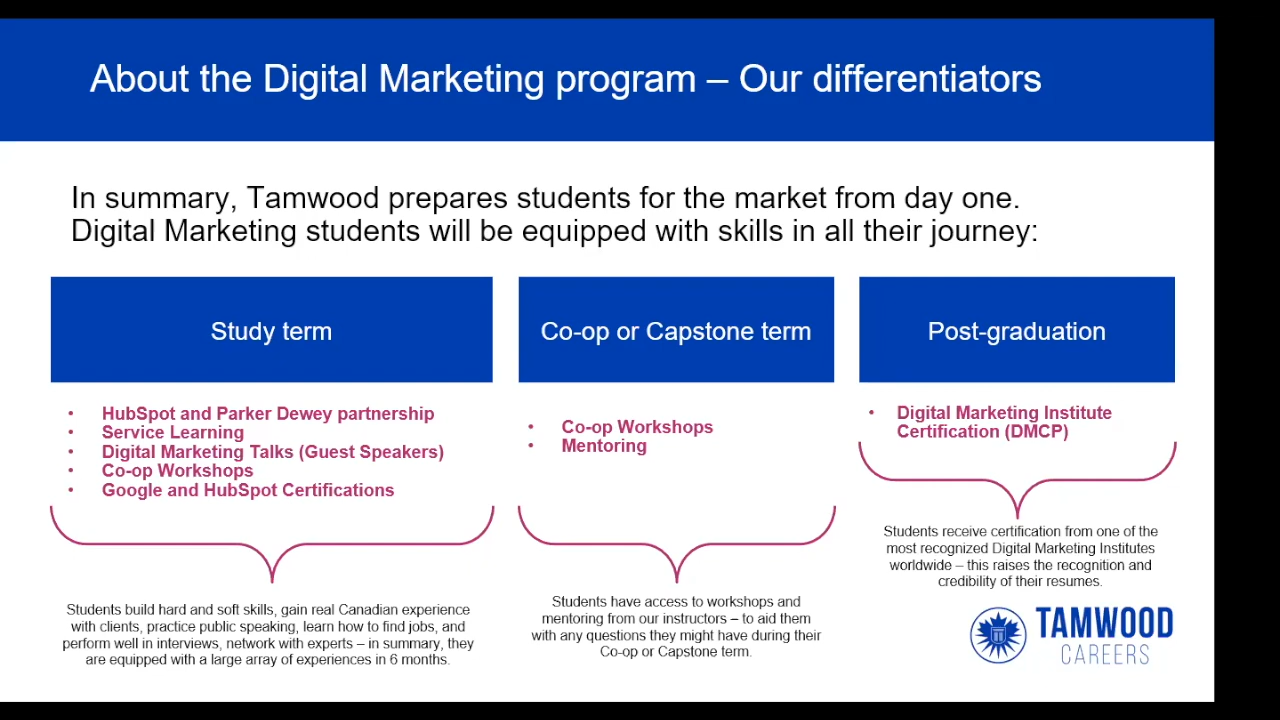 About the Digital Marketing program – Our differentiators
In summary, Tamwood prepares students for the market from day one.
Digital Marketing students will be equipped with skills in all their journey:
Study term
• HubSpot and Parker Dewey partnership
• Service Learning
• Digital Marketing Talks (Guest Speakers)
• Co-op Workshops
• Google and HubSpot Certifications
Students build hard and soft skills, gain real Canadian experience
with clients, practice public speaking, learn how to find jobs, and
perform well in interviews, network with experts – in summary, they
are equipped with a large array of experiences in 6 months.
Co-op or Capstone term
• Co-op Workshops
• Mentoring
Students have access to workshops and
mentoring from our instructors – to aid them
with any questions they might have during their
Co-op or Capstone term.
Post-graduation
• Digital Marketing Institute
Certification (DMCP)
Students receive certification from one of the
most recognized Digital Marketing Institutes
worldwide – this raises the recognition and
credibility of their resumes.
TAMWOOD
CAREERS